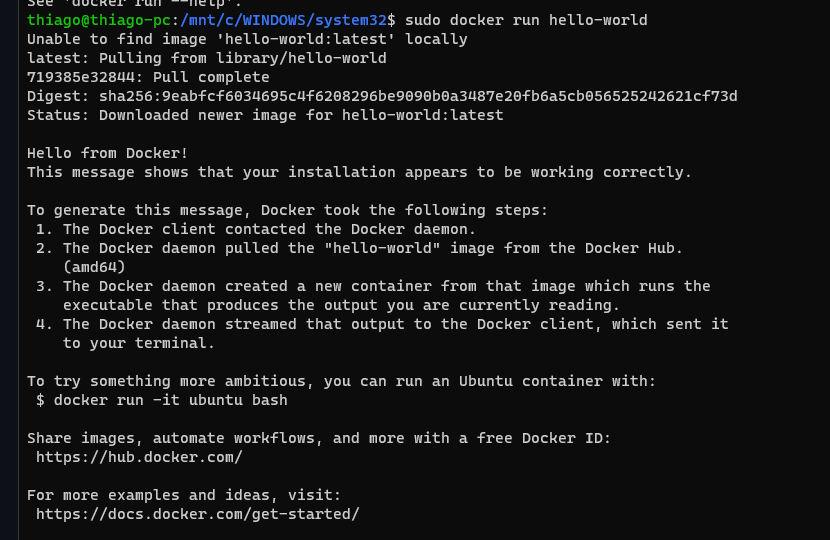 See 'docker run --help'.
thiago@thiago-pc:/mnt/c/WINDOWS/system32$ sudo docker run hello-world
Unable to find image 'hello-world:latest' locally
latest: Pulling from library/hello-world
719385e32844: Pull complete
Digest: sha256:9eabfcf6034695c4f6208296be9090b0a3487e20fb6a5cb056525242621cf73d
Status: Downloaded newer image for hello-world:latest

Hello from Docker!
This message shows that your installation appears to be working correctly.

To generate this message, Docker took the following steps:
 1. The Docker client contacted the Docker daemon.
 2. The Docker daemon pulled the "hello-world" image from the Docker Hub.
    (amd64)
 3. The Docker daemon created a new container from that image which runs the
    executable that produces the output you are currently reading.
 4. The Docker daemon streamed that output to the Docker client, which sent it
    to your terminal.

To try something more ambitious, you can run an Ubuntu container with:
 $ docker run -it ubuntu bash

Share images, automate workflows, and more with a free Docker ID:
 https://hub.docker.com/

For more examples and ideas, visit:
 https://docs.docker.com/get-started/